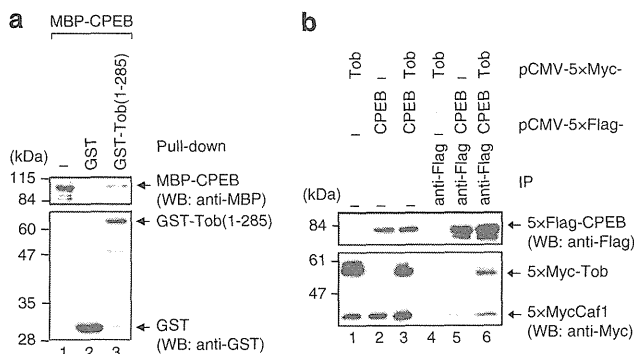 a
MBP-CPEB
–
GST
GST-Tob(1-285)
Pull-down
(kDa)
115
84
MBP-CPEB
(WB: anti-MBP)
60
47
35
28
GST-Tob(1-285)
GST
(WB: anti-GST)
1 2 3
b
Tob – Tob Tob – Tob pCMV-5×Myc-
– CPEB CPEB – CPEB CPEB pCMV-5×Flag-
– – – anti-Flag anti-Flag anti-Flag IP
(kDa)
84
5×Flag-CPEB
(WB: anti-Flag)
61
47
5×Myc-Tob
5×MycCaf1
(WB: anti-Myc)
1 2 3 4 5 6